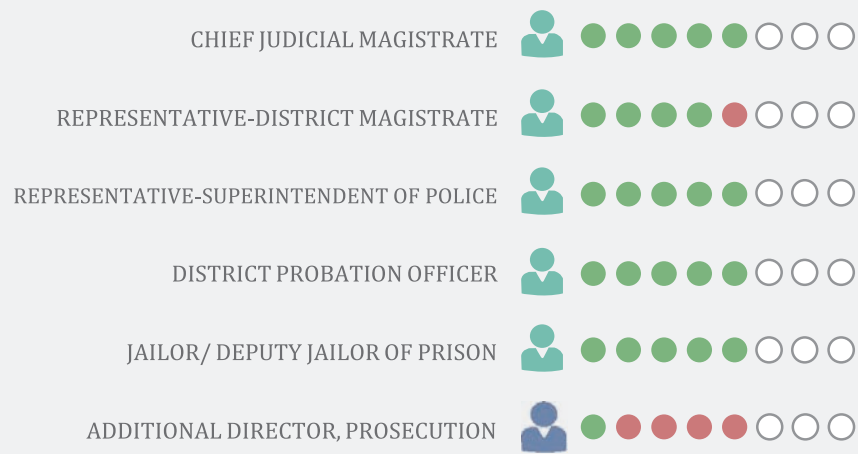 CHIEF JUDICIAL MAGISTRATE
REPRESENTATIVE-DISTRICT MAGISTRATE
REPRESENTATIVE-SUPERINTENDENT OF POLICE
DISTRICT PROBATION OFFICER
JAILOR/ DEPUTY JAILOR OF PRISON
ADDITIONAL DIRECTOR, PROSECUTION